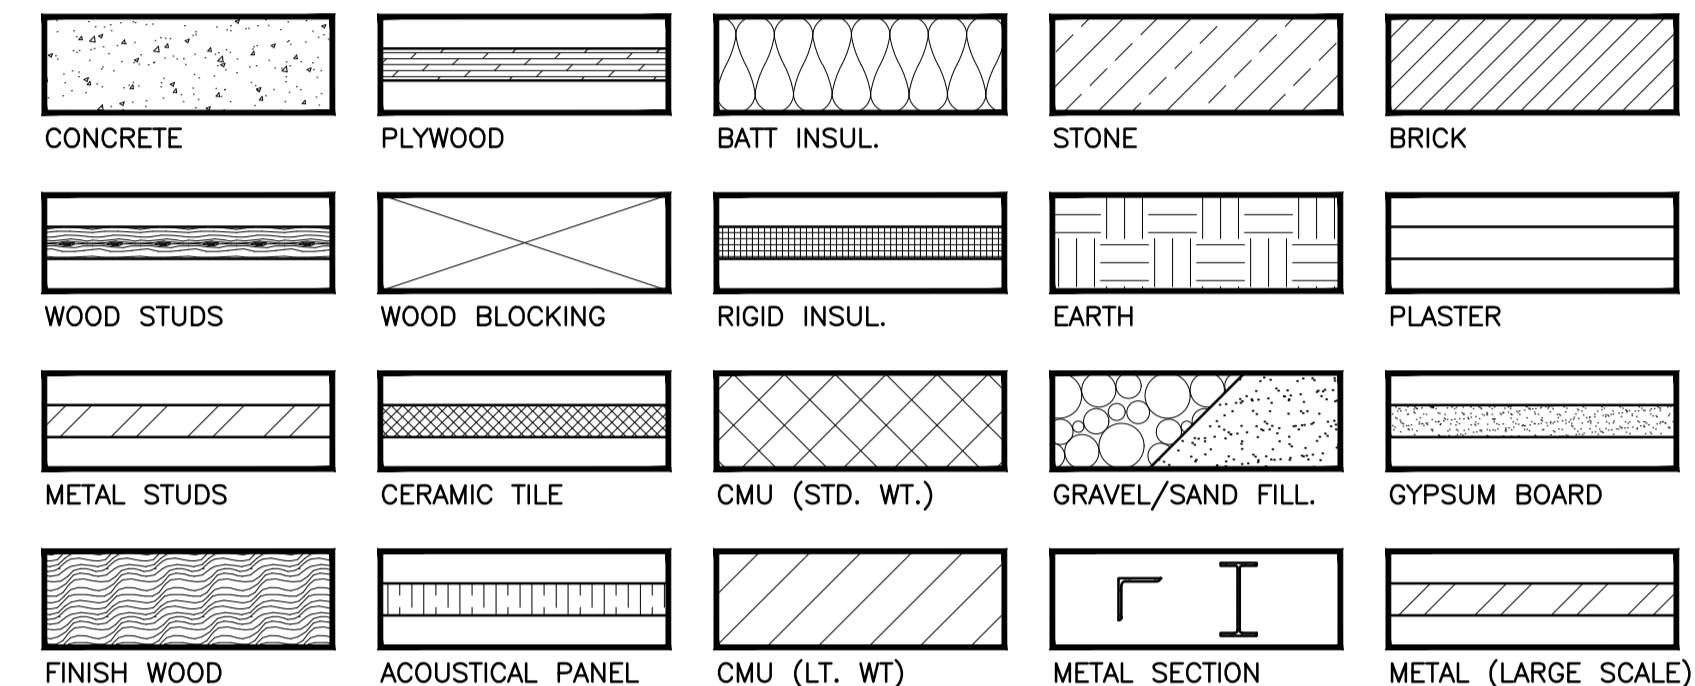 CONCRETE PLYWOOD BATT INSUL. STONE BRICK
WOOD STUDS WOOD BLOCKING RIGID INSUL. EARTH PLASTER
METAL STUDS CERAMIC TILE CMU (STD. WT.) GRAVEL/SAND FILL. GYPSUM BOARD
FINISH WOOD ACOUSTICAL PANEL CMU (LT. WT) METAL SECTION METAL (LARGE SCALE)